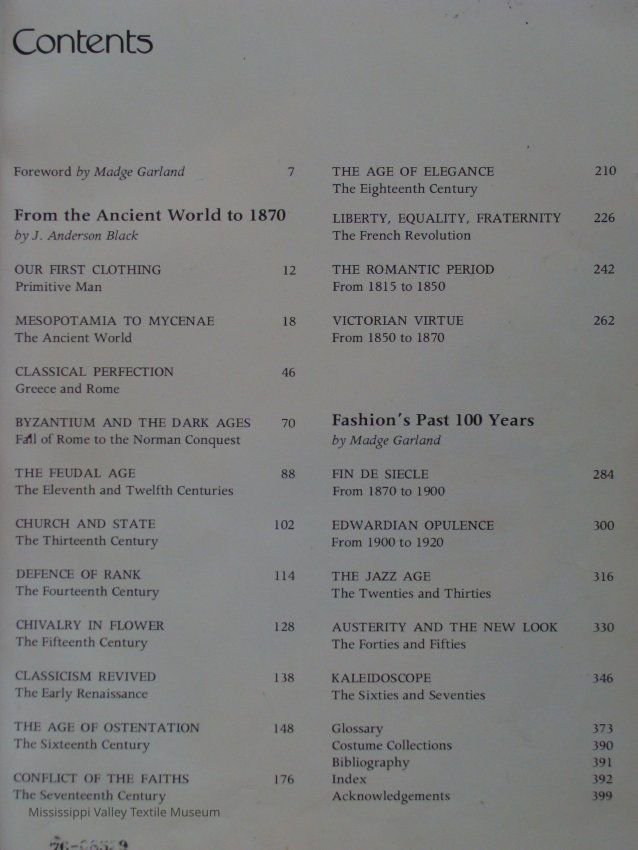 Contents
Foreword by Madge Garland 7
From the Ancient World to 1870
by J. Anderson Black
OUR FIRST CLOTHING 12
Primitive Man
MESOPOTAMIA TO MYCENAE 18
The Ancient World
CLASSICAL PERFECTION 46
Greece and Rome
BYZANTIUM AND THE DARK AGES 70
Fall of Rome to the Norman Conquest
THE FEUDAL AGE 88
The Eleventh and Twelfth Centuries
CHURCH AND STATE 102
The Thirteenth Century
DEFENCE OF RANK 114
The Fourteenth Century
CHIVALRY IN FLOWER 128
The Fifteenth Century
CLASSICISM REVIVED 138
The Early Renaissance
THE AGE OF OSTENTATION 148
The Sixteenth Century
CONFLICT OF THE FAITHS 176
The Seventeenth Century
THE AGE OF ELEGANCE 210
The Eighteenth Century
LIBERTY, EQUALITY, FRATERNITY 226
The French Revolution
THE ROMANTIC PERIOD 242
From 1815 to 1850
VICTORIAN VIRTUE 262
From 1850 to 1870
Fashion's Past 100 Years
by Madge Garland
FIN DE SIECLE 284
From 1870 to 1900
EDWARDIAN OPULENCE 300
From 1900 to 1920
THE JAZZ AGE 316
The Twenties and Thirties
AUSTERITY AND THE NEW LOOK 330
The Forties and Fifties
KALEIDOSCOPE 346
The Sixties and Seventies
Glossary 373
Costume Collections 390
Bibliography 391
Index 392
Acknowledgements 399
Mississippi Valley Textile Museum